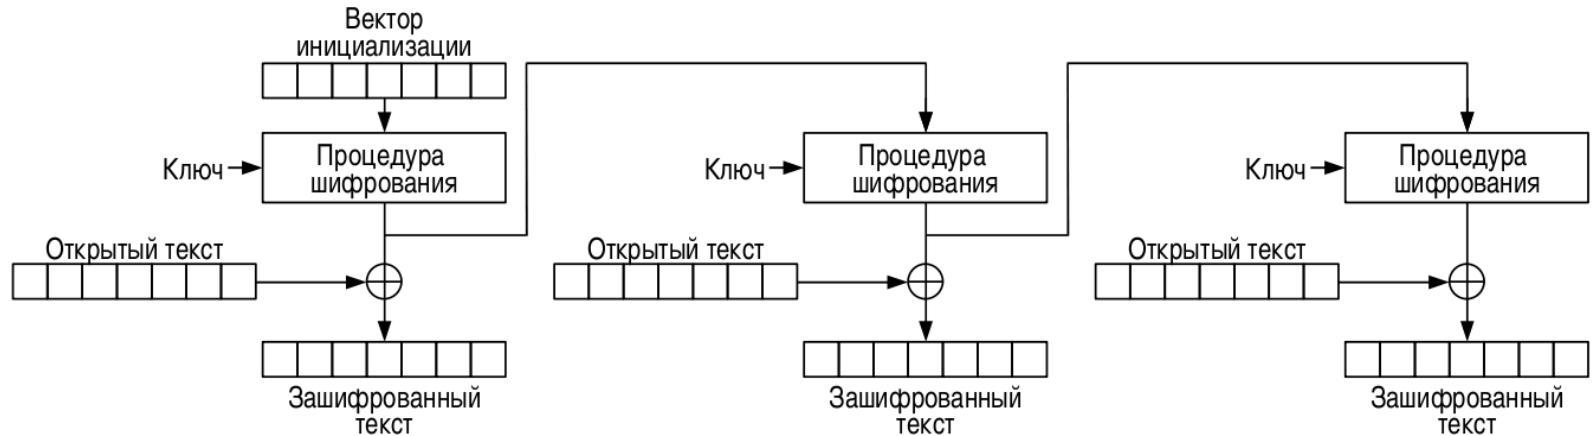 Вектор
инициализации
Ключ
Процедура
шифрования
Ключ
Процедура
шифрования
Ключ
Процедура
шифрования
Открытый текст
Открытый текст
Открытый текст
Зашифрованный
текст
Зашифрованный
текст
Зашифрованный
текст